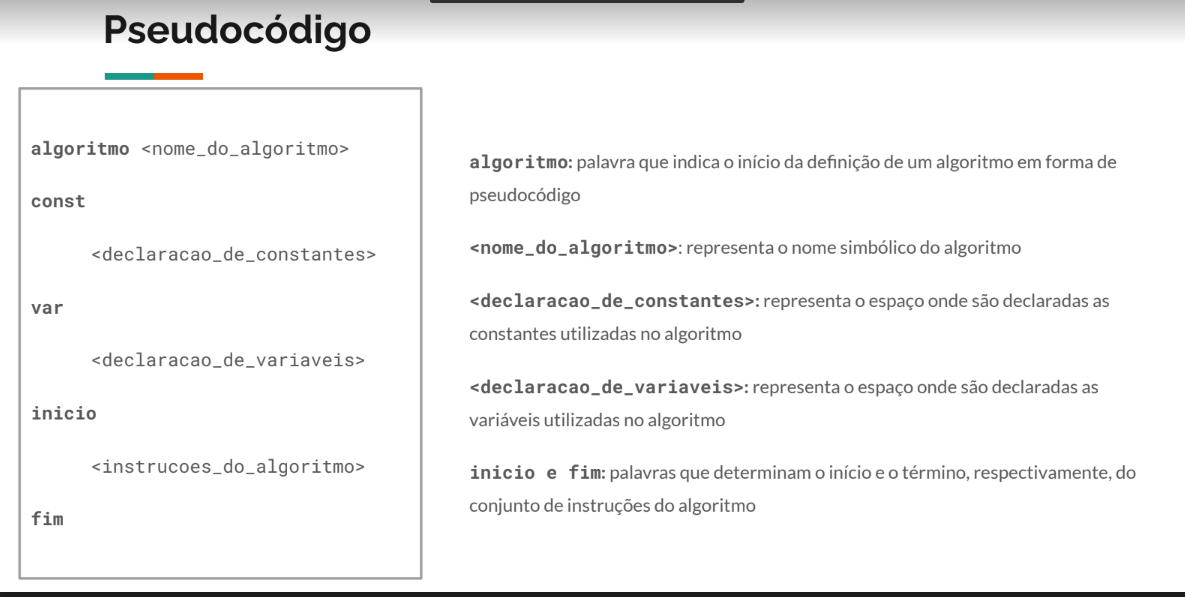 Pseudocódigo
algoritmo <nome_do_algoritmo>
const
<declaracao_de_constantes>
var
<declaracao_de_variaveis>
inicio
<instrucoes_do_algoritmo>
fim
algoritmo: palavra que indica o início da definição de um algoritmo em forma de
pseudocódigo
<nome_do_algoritmo>: representa o nome simbólico do algoritmo
<declaracao_de_constantes>: representa o espaço onde são declaradas as
constantes utilizadas no algoritmo
<declaracao_de_variaveis>: representa o espaço onde são declaradas as
variáveis utilizadas no algoritmo
inicio e fim: palavras que determinam o início e o término, respectivamente, do
conjunto de instruções do algoritmo